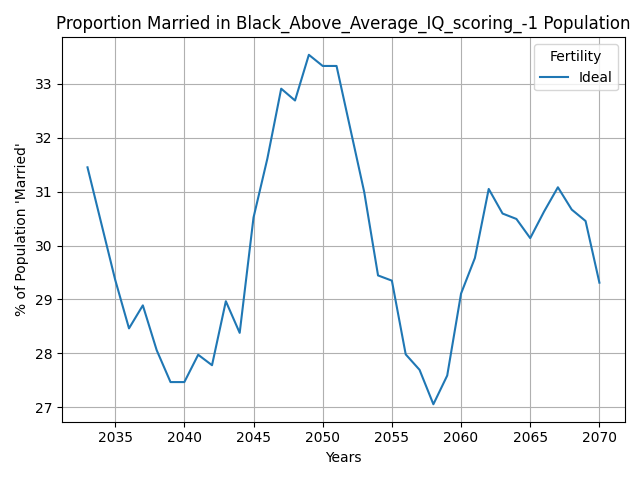 Proportion Married in Black_Above_Average_IQ_scoring_-1 Population
Fertility
Ideal
% of Population 'Married'
33
32
31
30
29
28
27
2035 2040 2045 2050 2055 2060 2065 2070
Years